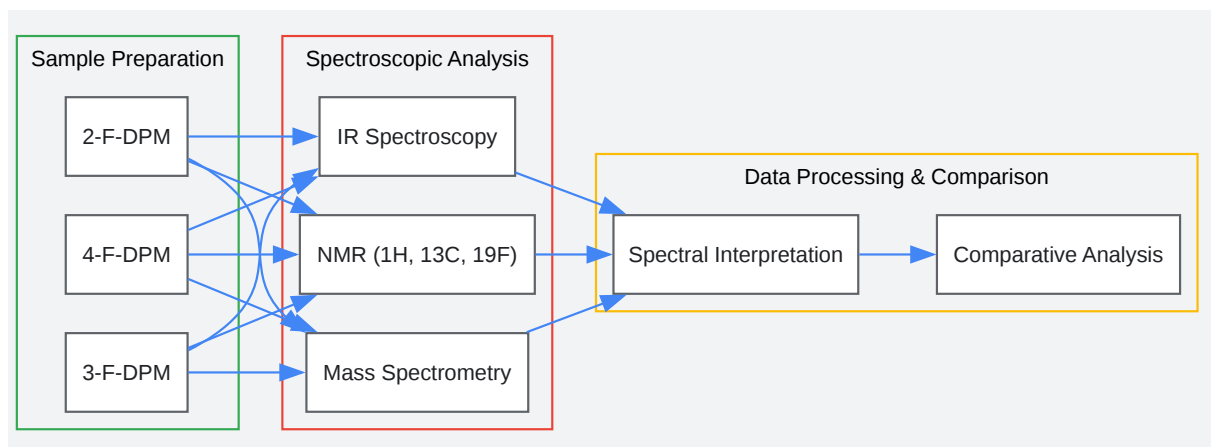 Sample Preparation
2-F-DPM
4-F-DPM
3-F-DPM
Spectroscopic Analysis
IR Spectroscopy
NMR (1H, 13C, 19F)
Mass Spectrometry
Data Processing & Comparison
Spectral Interpretation
Comparative Analysis